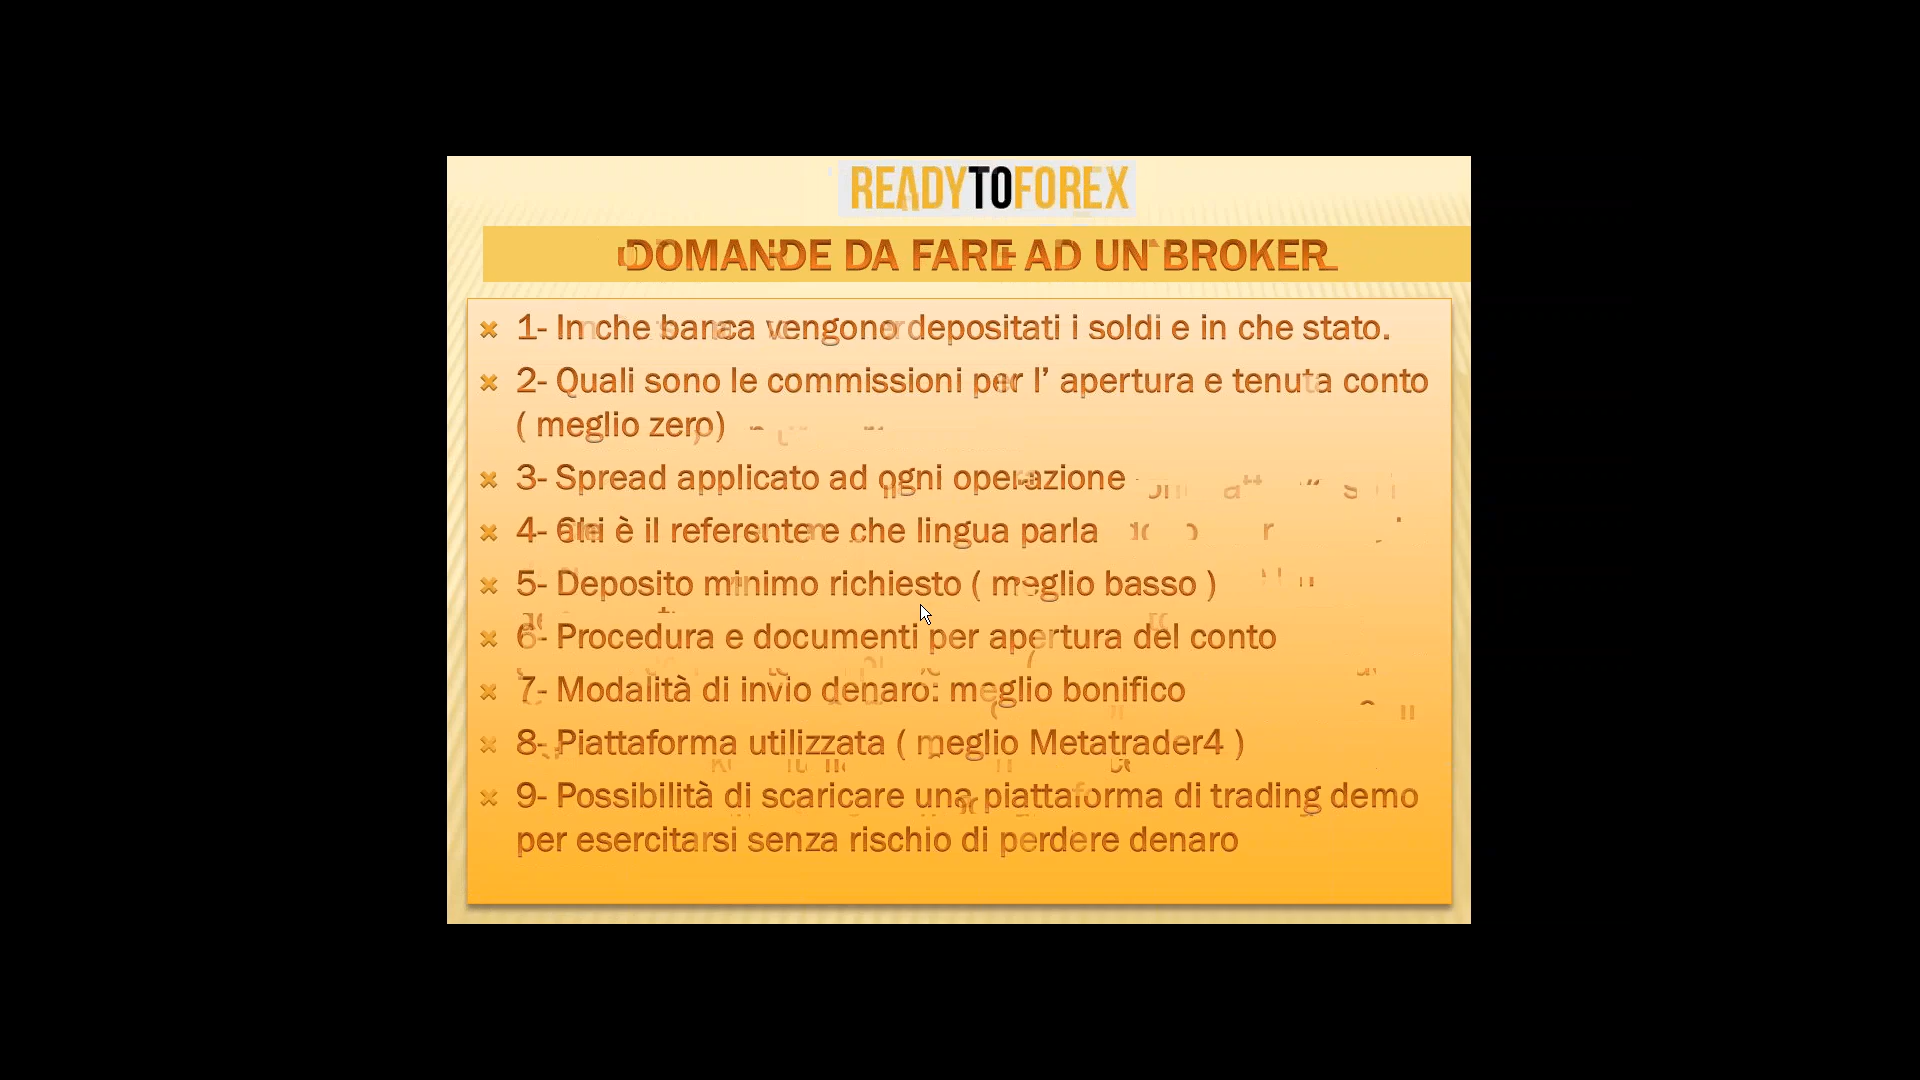 READYTOFOREX
DOMANDE DA FARE AD UN BROKER
1- In che banca vengono depositati i soldi e in che stato.
2- Quali sono le commissioni per l’ apertura e tenuta conto
( meglio zero)
3- Spread applicato ad ogni operazione
4- Chi è il referente e che lingua parla
5- Deposito minimo richiesto ( meglio basso )
6- Procedura e documenti per apertura del conto
7- Modalità di invio denaro: meglio bonifico
8- Piattaforma utilizzata ( meglio Metatrader4 )
9- Possibilità di scaricare una piattaforma di trading demo
per esercitarsi senza rischio di perdere denaro